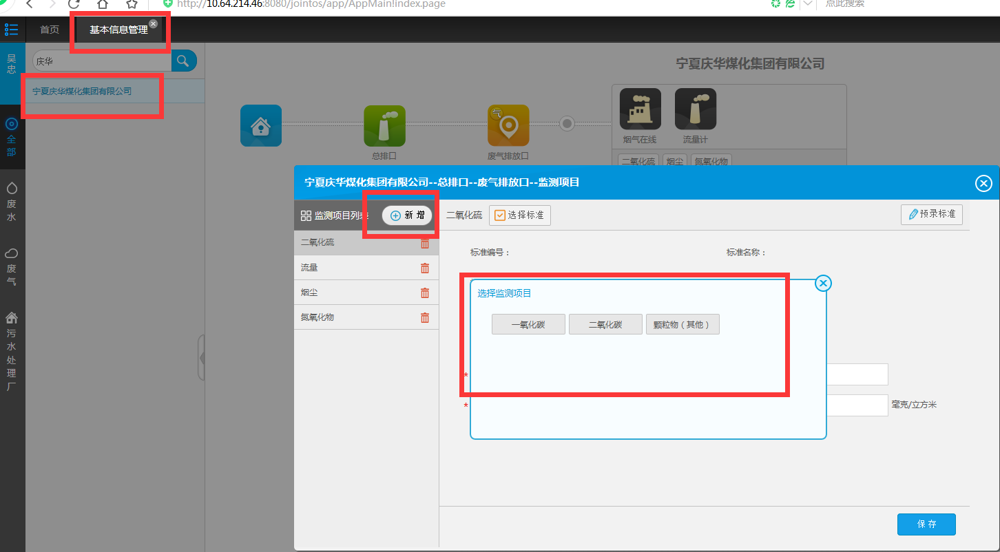 http://10.64.214.46:8080/jointos/app/AppMain!index.page
点此搜索
首页
基本信息管理
吴忠
庆华
宁夏庆华煤化集团有限公司
全部
废水
废气
污水处理厂
宁夏庆华煤化集团有限公司
总排口
气
废气排放口
烟气在线
流量计
二氧化硫
烟尘
氮氧化物
宁夏庆华煤化集团有限公司--总排口--废气排放口--监测项目
监测项目列表
新 增
二氧化硫
选择标准
预录标准
二氧化硫
流量
烟尘
氮氧化物
标准编号：
标准名称：
选择监测项目
一氧化碳
二氧化碳
颗粒物（其他）
*
* 毫克/立方米
保 存